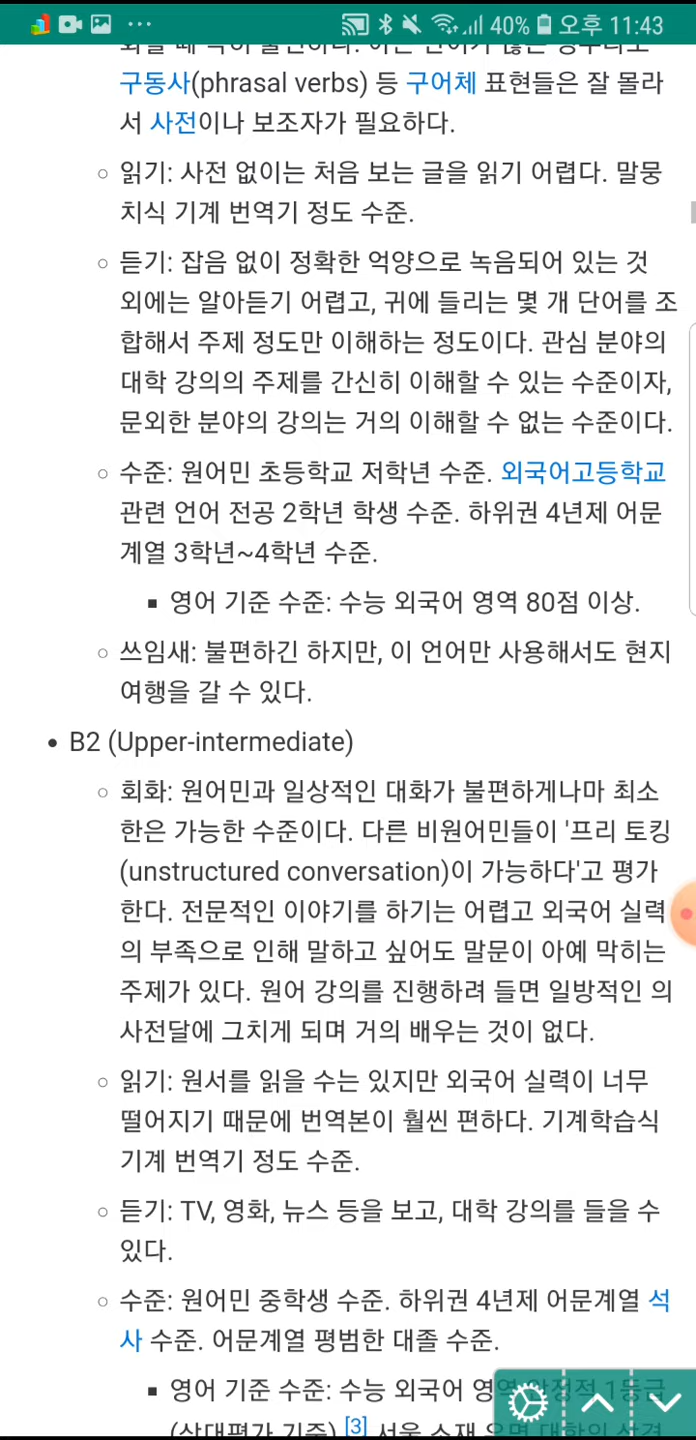 40% 오후 11:43
구동사(phrasal verbs) 등 구어체 표현들은 잘 몰라
서 사전이나 보조자가 필요하다.
읽기: 사전 없이는 처음 보는 글을 읽기 어렵다. 말뭉
치식 기계 번역기 정도 수준.
듣기: 잡음 없이 정확한 억양으로 녹음되어 있는 것
외에는 알아듣기 어렵고, 귀에 들리는 몇 개 단어를 조
합해서 주제 정도만 이해하는 정도이다. 관심 분야의
대학 강의의 주제를 간신히 이해할 수 있는 수준이자,
문외한 분야의 강의는 거의 이해할 수 없는 수준이다.
수준: 원어민 초등학교 저학년 수준. 외국어고등학교
관련 언어 전공 2학년 학생 수준. 하위권 4년제 어문
계열 3학년~4학년 수준.
영어 기준 수준: 수능 외국어 영역 80점 이상.
쓰임새: 불편하긴 하지만, 이 언어만 사용해서도 현지
여행을 갈 수 있다.
B2 (Upper-intermediate)
회화: 원어민과 일상적인 대화가 불편하게나마 최소
한은 가능한 수준이다. 다른 비원어민들이 '프리 토킹
(unstructured conversation)이 가능하다'고 평가
한다. 전문적인 이야기를 하기는 어렵고 외국어 실력
의 부족으로 인해 말하고 싶어도 말문이 아예 막히는
주제가 있다. 원어 강의를 진행하려 들면 일방적인 의
사전달에 그치게 되며 거의 배우는 것이 없다.
읽기: 원서를 읽을 수는 있지만 외국어 실력이 너무
떨어지기 때문에 번역본이 훨씬 편하다. 기계학습식
기계 번역기 정도 수준.
듣기: TV, 영화, 뉴스 등을 보고, 대학 강의를 들을 수
있다.
수준: 원어민 중학생 수준. 하위권 4년제 어문계열 석
사 수준. 어문계열 평범한 대졸 수준.
영어 기준 수준: 수능 외국어 영역 안정적 1등급
(상대평가 기준) [3] 서울 소재